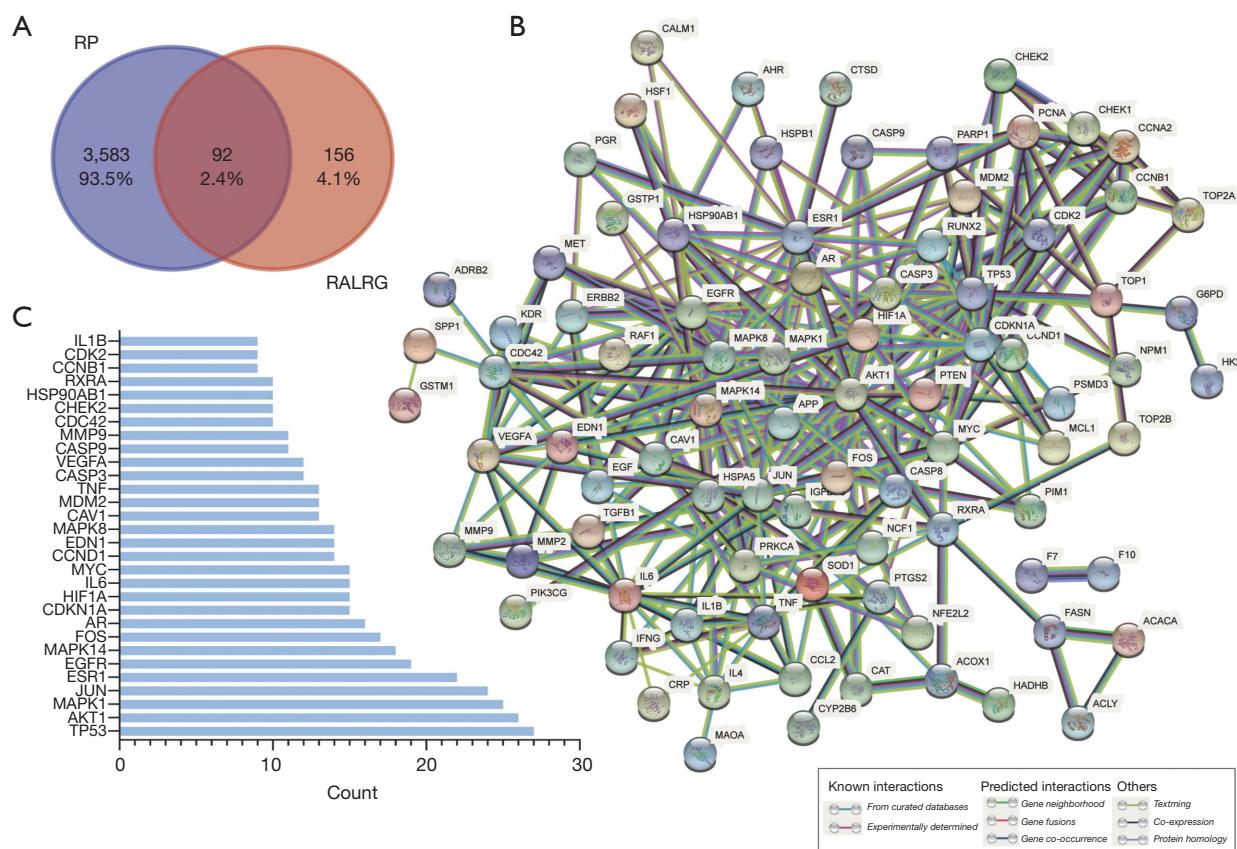 A
RP
3,583
93.5%
92
2.4%
156
4.1%
RALRG
B
CALM1
CHEK2
AHR
CTSD
HSF1
PCNA
CHEK1
CCNA2
PGR
HSPB1
CASP9
PARP1
MDM2
CCNB1
TOP2A
GSTP1
HSP90AB1
ESR1
RUNX2
CDK2
MET
AR
CASP3
TP53
TOP1
ADRB2
ERBB2
EGFR
G6PD
KDR
HIF1A
CDKN1A
SPP1
RAF1
MAPK8
MAPK1
CCND1
CDC42
NPM1
HK2
AKT1
PTEN
PSMD3
GSTM1
MAPK14
APP
MCL1
TOP2B
VEGFA
EDN1
MYC
CAV1
FOS
EGF
HSPA5
JUN
CASP8
PIM1
TGFB1
RXRA
MMP9
MMP2
NCF1
PRKCA
F7
F10
IL6
SOD1
PIK3CG
PTGS2
IL1B
TNF
NFE2L2
FASN
ACACA
IFNG
CCL2
CAT
ACOX1
HADHB
CRP
IL4
CYP2B6
ACLY
MAOA
C
IL1B
CDK2
CCNB1
RXRA
HSP90AB1
CHEK2
CDC42
MMP9
CASP9
VEGFA
CASP3
TNF
MDM2
CAV1
MAPK8
EDN1
CCND1
MYC
IL6
HIF1A
CDKN1A
AR
FOS
MAPK14
EGFR
ESR1
JUN
MAPK1
AKT1
TP53
0 10 20 30
Count
Known interactions
From curated databases
Experimentally determined
Predicted interactions
Gene neighborhood
Gene fusions
Gene co-occurrence
Others
Textming
Co-expression
Protein homology